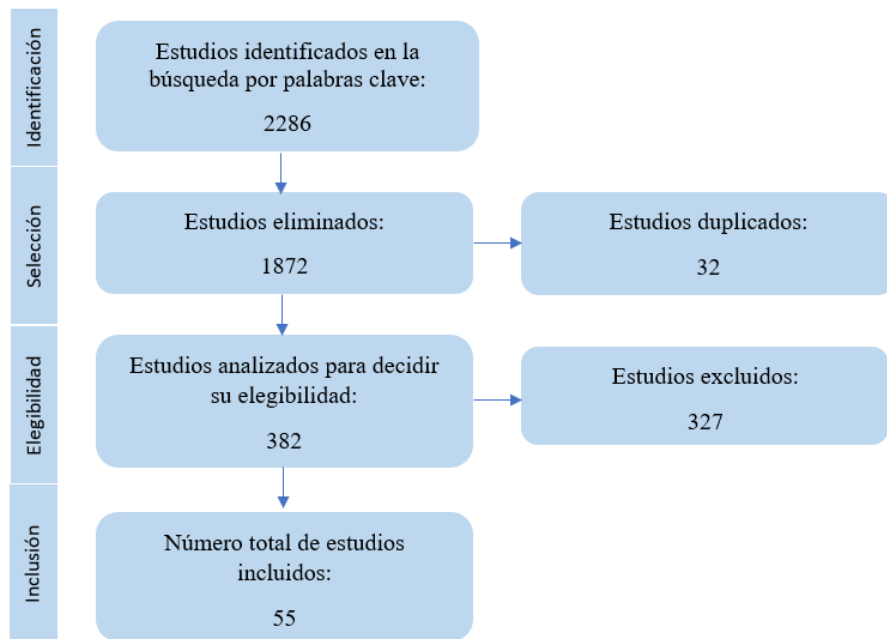 Identificación
Estudios identificados en la
búsqueda por palabras clave:
2286
Selección
Estudios eliminados:
1872
Estudios duplicados:
32
Elegibilidad
Estudios analizados para decidir
su elegibilidad:
382
Estudios excluidos:
327
Inclusión
Número total de estudios
incluidos:
55